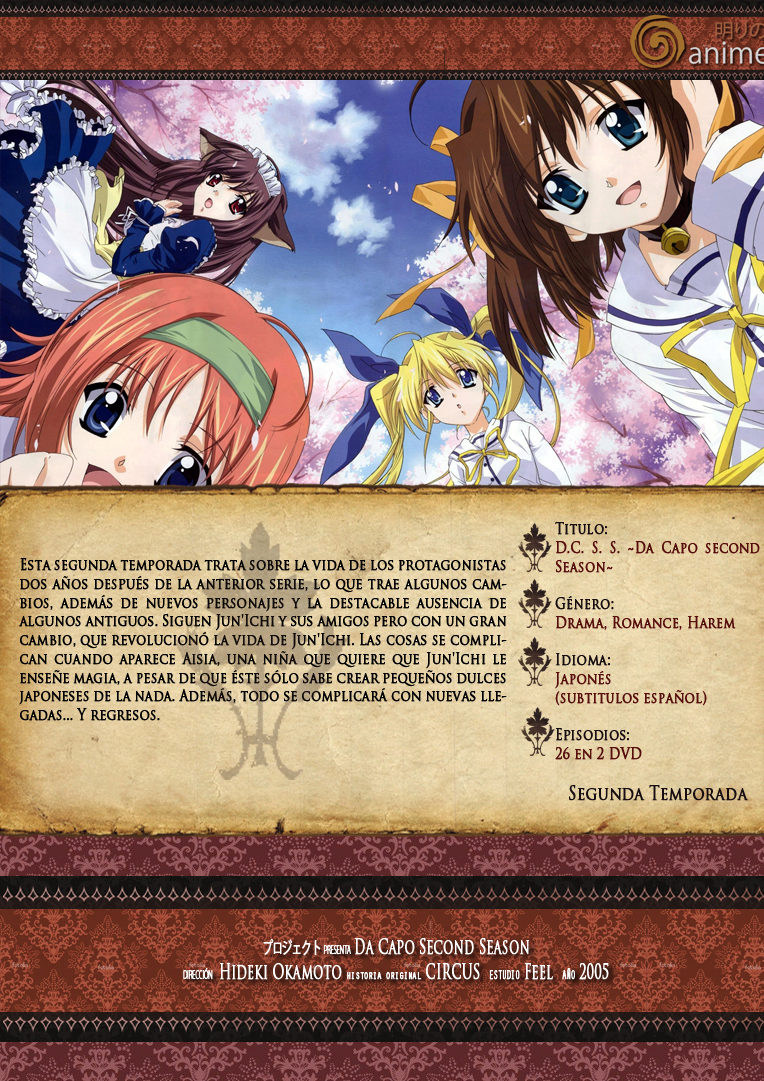 明りの
anime
ESTA SEGUNDA TEMPORADA TRATA SOBRE LA VIDA DE LOS PROTAGONISTAS
DOS AÑOS DESPUÉS DE LA ANTERIOR SERIE, LO QUE TRAE ALGUNOS CAM-
BIOS, ADEMÁS DE NUEVOS PERSONAJES Y LA DESTACABLE AUSENCIA DE
ALGUNOS ANTIGUOS. SIGUEN JUN'ICHI Y SUS AMIGOS PERO CON UN GRAN
CAMBIO, QUE REVOLUCIONÓ LA VIDA DE JUN'ICHI. LAS COSAS SE COMPLI-
CAN CUANDO APARECE AISIA, UNA NIÑA QUE QUIERE QUE JUN'ICHI LE
ENSEÑE MAGIA, A PESAR DE QUE ÉSTE SÓLO SABE CREAR PEQUEÑOS DULCES
JAPONESES DE LA NADA. ADEMÁS, TODO SE COMPLICARÁ CON NUEVAS LLE-
GADAS... Y REGRESOS.
TITULO:
D.C. S. S. ~DA CAPO SECOND
SEASON~
GÉNERO:
DRAMA, ROMANCE, HAREM
IDIOMA:
JAPONÉS
(SUBTITULOS ESPAÑOL)
EPISODIOS:
26 EN 2 DVD
SEGUNDA TEMPORADA
プロジェクト PRESENTA DA CAPO SECOND SEASON
DIRECCIÓN HIDEKI OKAMOTO HISTORIA ORIGINAL CIRCUS ESTUDIO FEEL AÑO 2005